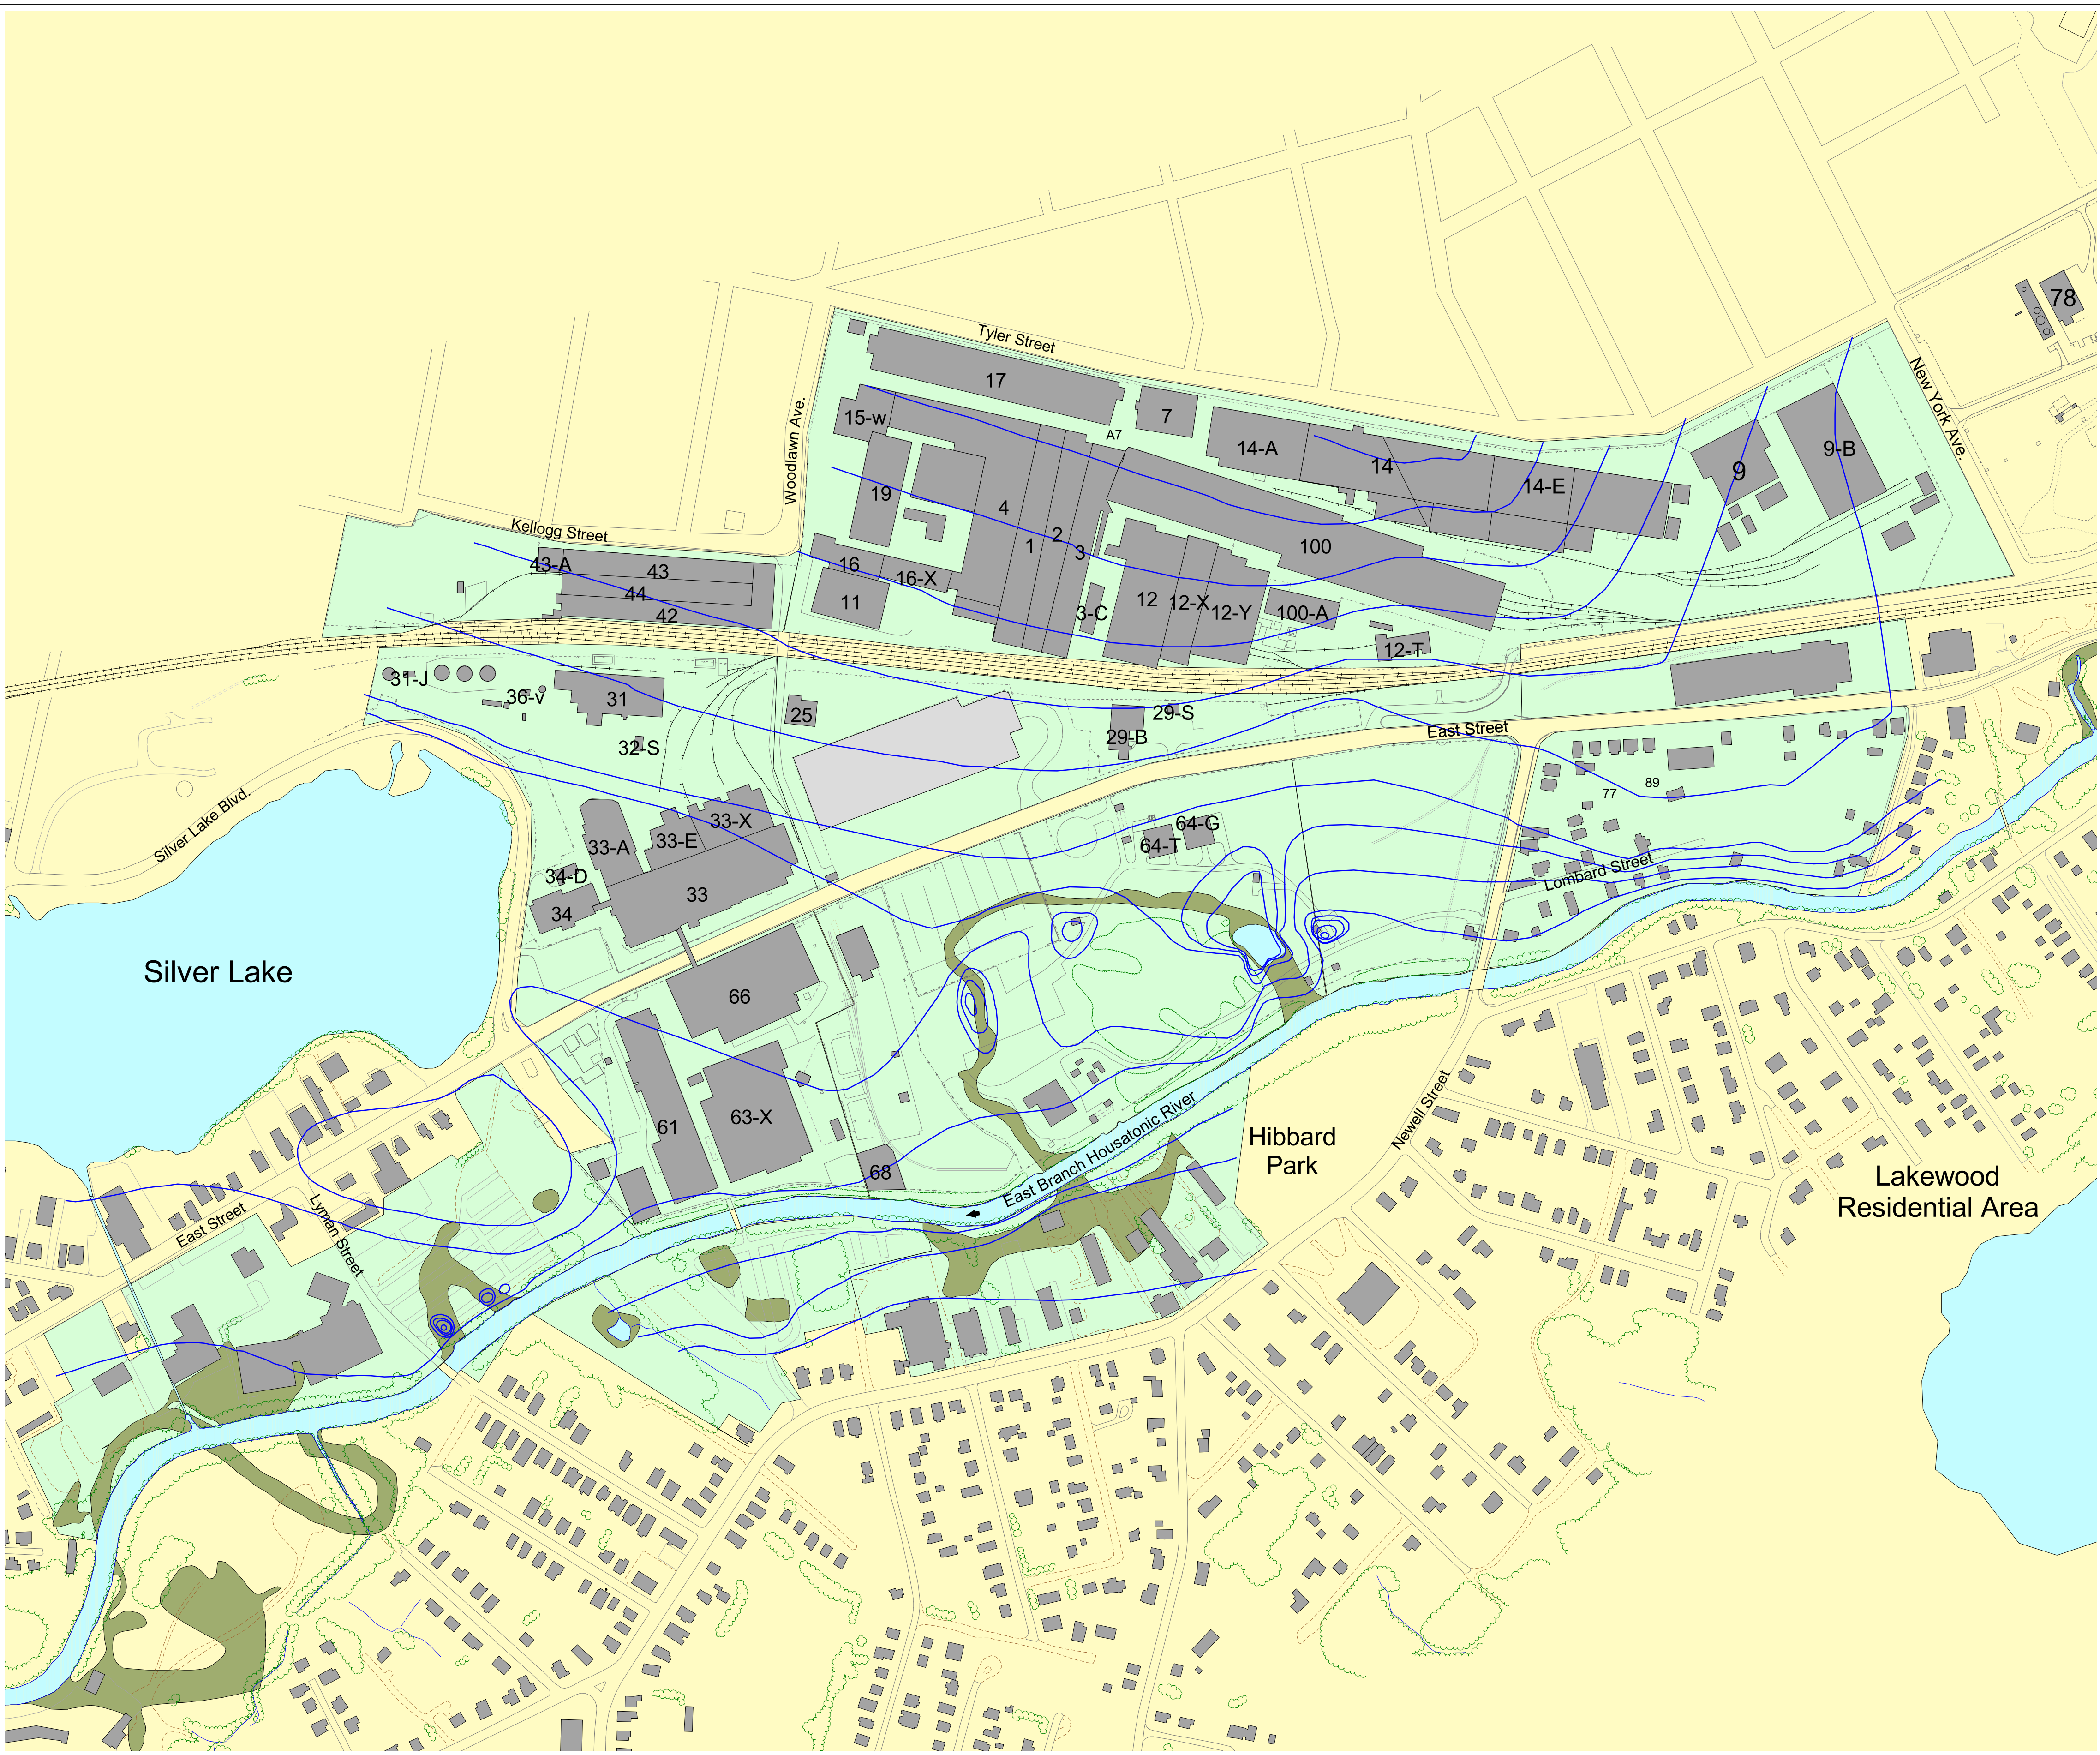 78
Tyler Street
New York Ave.
17
7
15-w
A7
Woodlawn Ave.
14-A
14
9-B
9
14-E
19
4
Kellogg Street
2
1
3
100
43-A
43
16
16-X
44
11
12
12-X
12-Y
100-A
3-C
42
12-T
31-J
36-v
31
25
29-S
29-B
32-S
East Street
89
77
Silver Lake Blvd.
33-X
64-G
33-E
64-T
33-A
34-D
Lombard Street
33
34
Silver Lake
66
63-X
61
Newell Street
East Branch Housatonic River
Hibbard
Park
68
Lakewood
Residential Area
Lyman Street
East Street